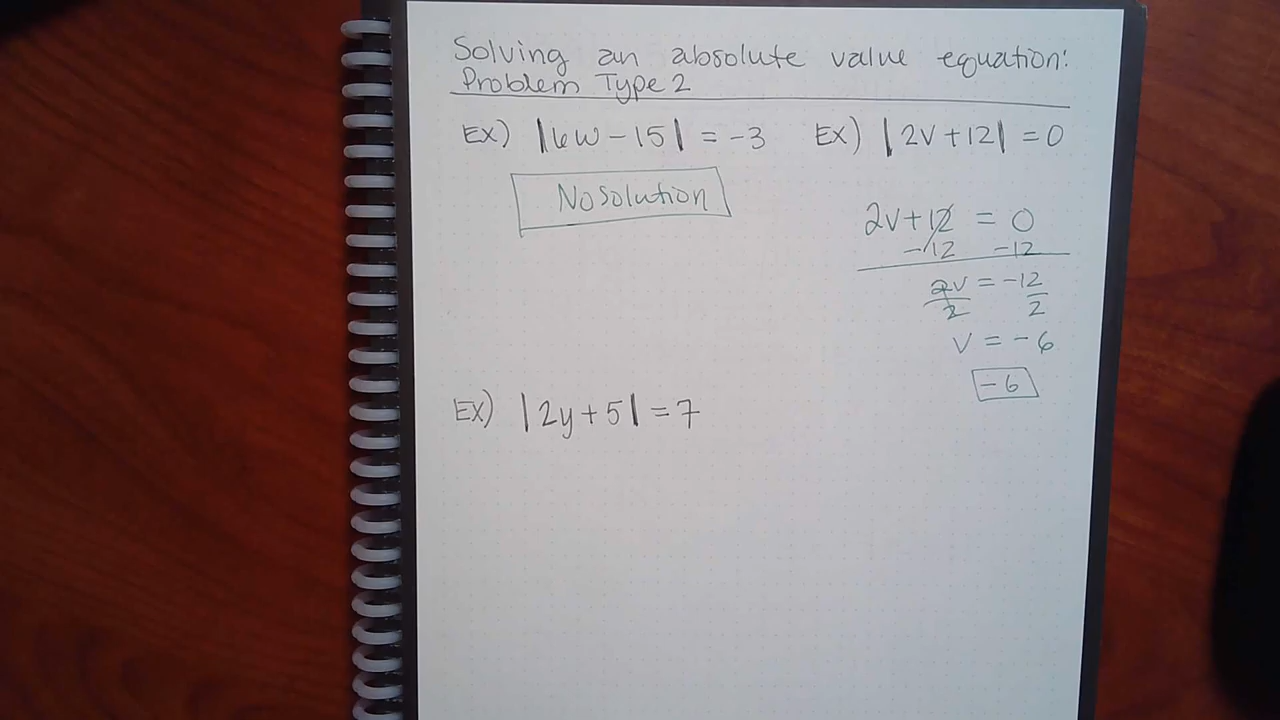 Solving an absolute value equation:
Problem Type 2
EX) |6w - 15| = -3
No solution
EX) |2v + 12| = 0
2v + 12 = 0
-12 -12
2v = -12
2 2
v = -6
-6
EX) |2y + 5| = 7